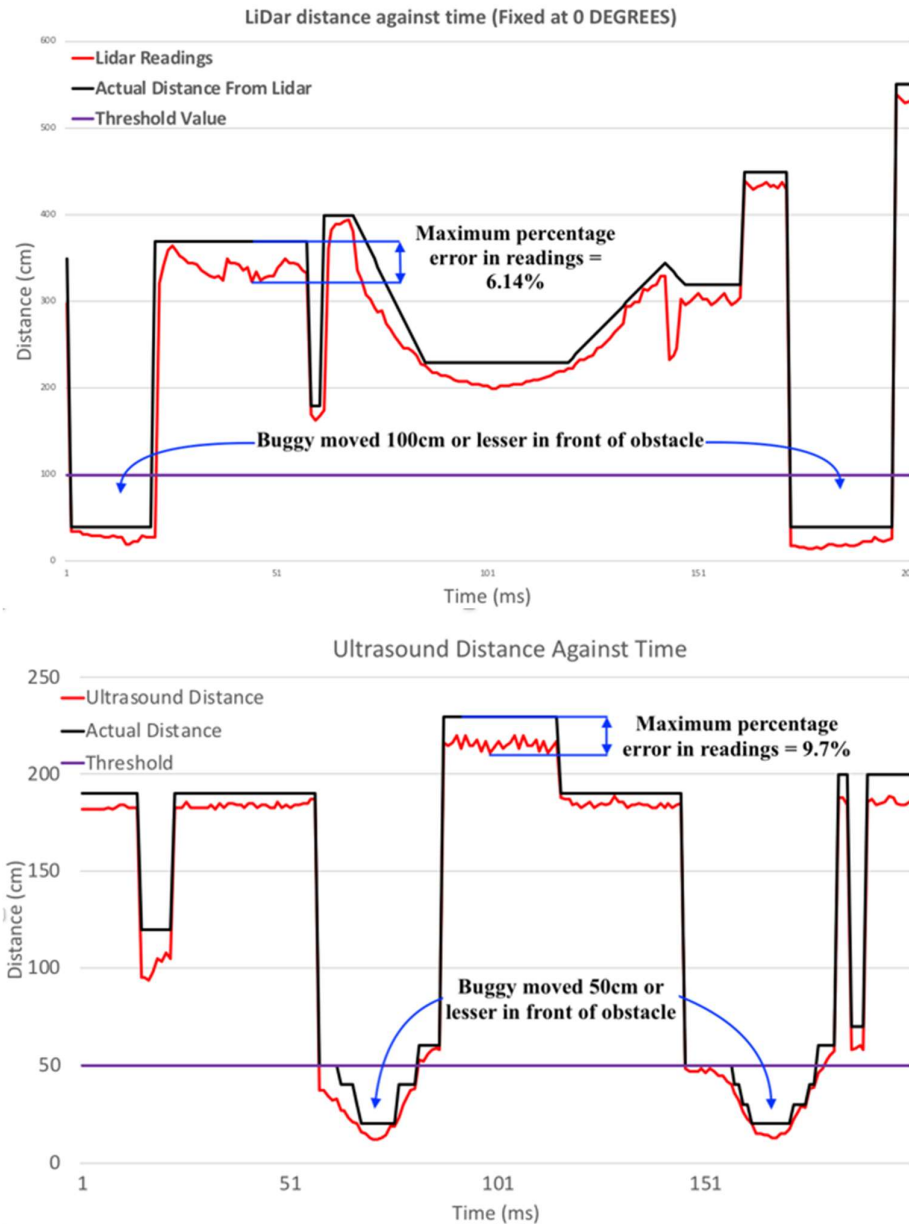 LiDar distance against time (Fixed at 0 DEGREES)
600
Lidar Readings
Actual Distance From Lidar
Threshold Value
500
400
300
200
100
0
Distance (cm)
Maximum percentage
error in readings =
6.14%
Buggy moved 100cm or lesser in front of obstacle
1
51
101
151
20
Time (ms)
Ultrasound Distance Against Time
250
Ultrasound Distance
Actual Distance
Threshold
200
150
100
50
0
Distance (cm)
Maximum percentage
error in readings = 9.7%
Buggy moved 50cm or
lesser in front of obstacle
1
51
101
151
Time (ms)